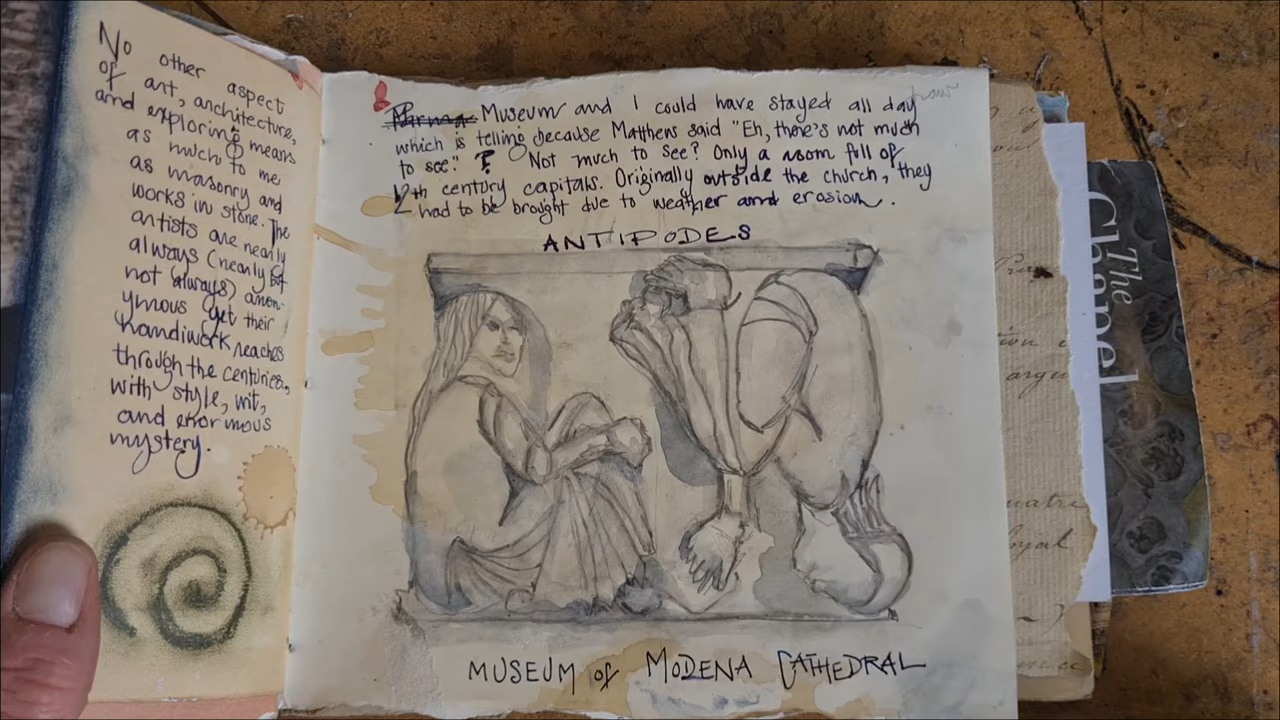 No other aspect
of art, architecture,
and exploring means
as much to me
as masonry and
works in stone. The
artists are nearly
always (nearly but
not always) anon-
ymous yet their
handiwork reaches
through the centuries,
with style, wit,
and enormous
mystery.
Parma Museum and I could have stayed all day
which is telling because Matthew said "Eh, there's not much
to see." ? Not much to see? Only a room full of
12th century capitals. Originally outside the church, they
had to be brought due to weather and erosion.
ANTIPODES
MUSEUM of MODENA CATHEDRAL
The
Chapel